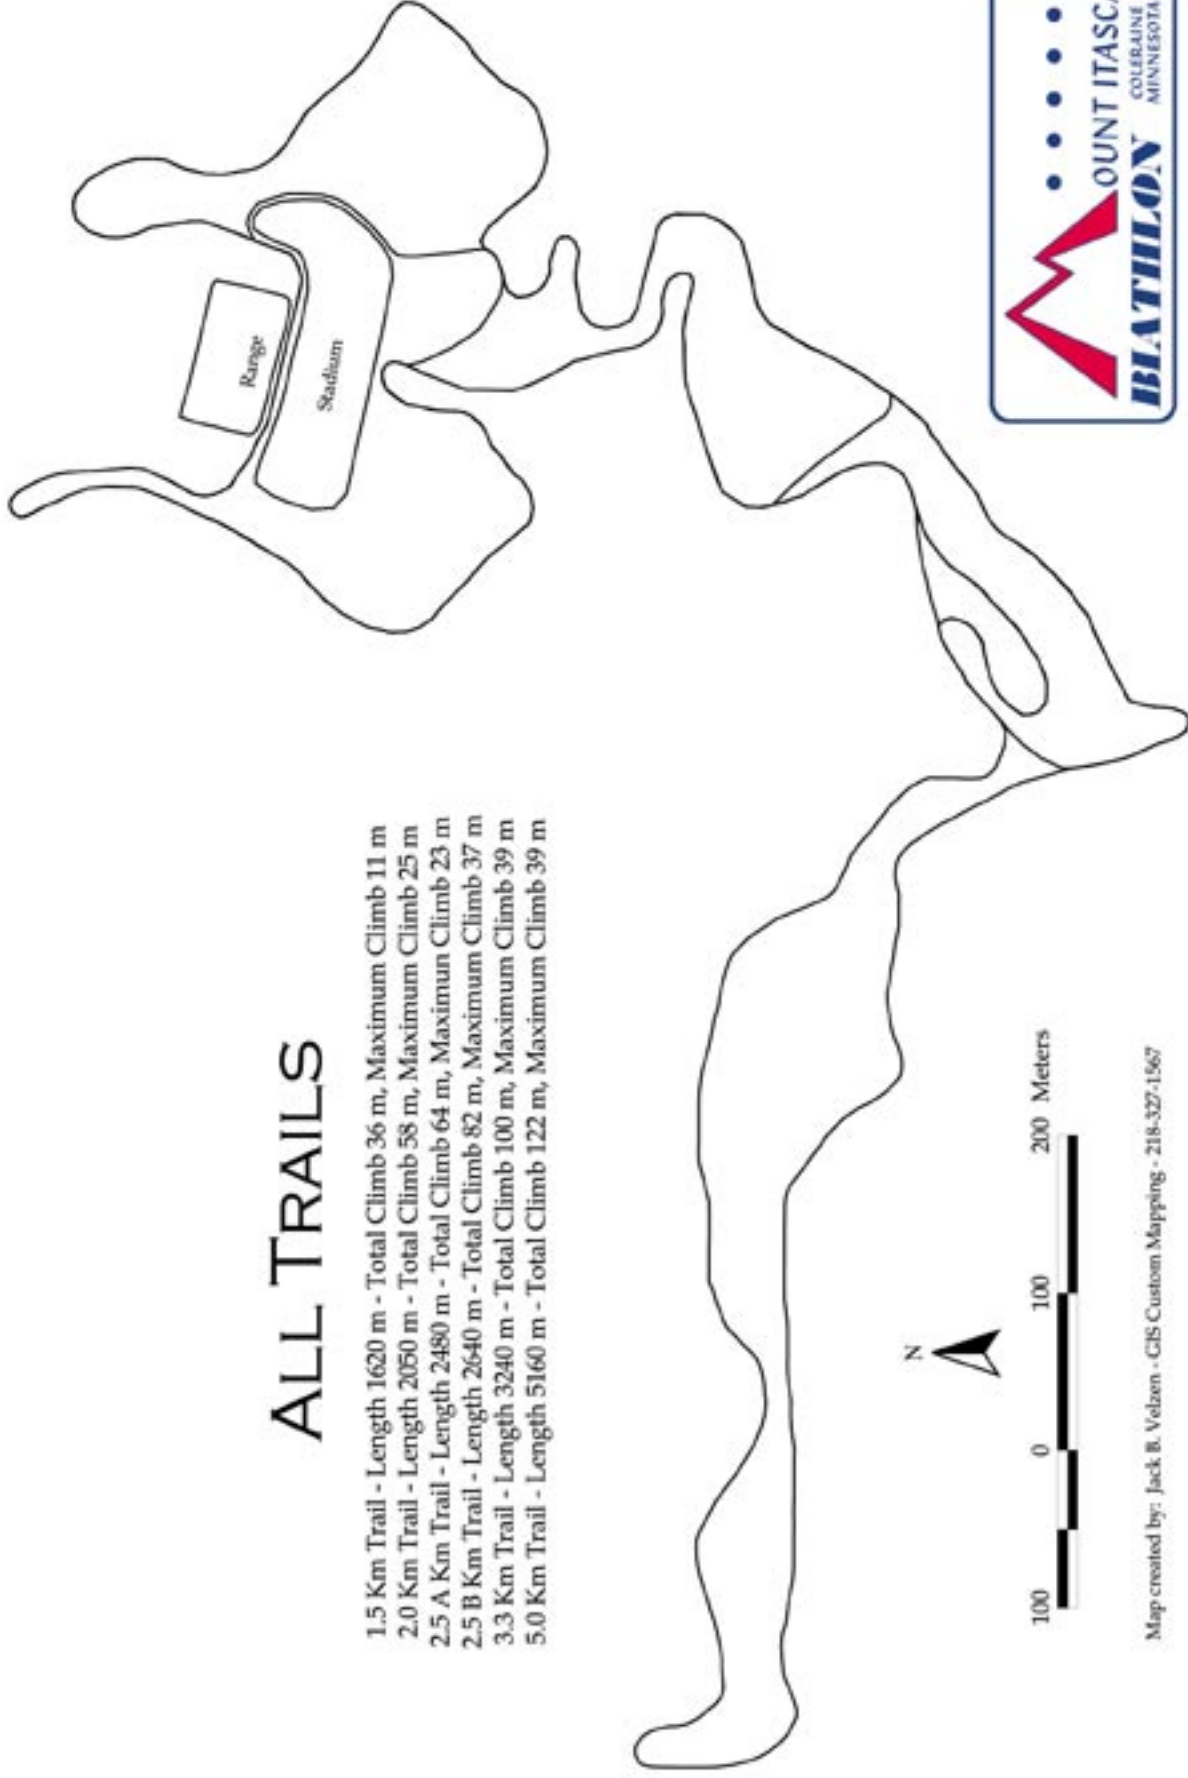 ALL TRAILS
1.5 Km Trail - Length 1620 m - Total Climb 36 m, Maximum Climb 11 m
2.0 Km Trail - Length 2050 m - Total Climb 58 m, Maximum Climb 25 m
2.5 A Km Trail - Length 2480 m - Total Climb 64 m, Maximun Climb 23 m
2.5 B Km Trail - Length 2640 m - Total Climb 82 m, Maximum Climb 37 m
3.3 Km Trail - Length 3240 m - Total Climb 100 m, Maximum Climb 39 m
5.0 Km Trail - Length 5160 m - Total Climb 122 m, Maximum Climb 39 m
Range
Stadium
N
100 0 100 200 Meters
Map created by: Jack B. Velzen - GIS Custom Mapping - 218-327-1567
OUNT ITASCA
BIATHLON
COLERAINE
MINNESOTA